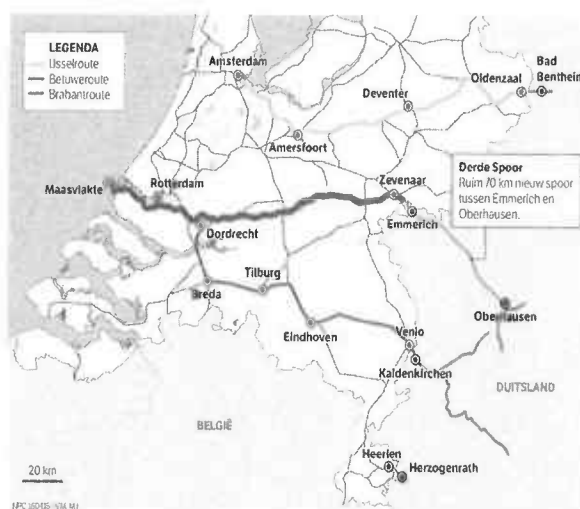 LEGENDA
IJsselroute
Betuweroute
Brabantroute
Amsterdam
Oldenzaal
Bad
Bentheim
Deventer
Amersfoort
Maasvlakte
Rotterdam
Zevenaar
Derde Spoor
Ruim 70 km nieuw spoor
tussen Emmerich en
Oberhausen.
Emmerich
Dordrecht
Tilburg
Breda
Oberhausen
Eindhoven
Venlo
Kaldenkirchen
DUITSLAND
BELGIË
Heerlen
Herzogenrath
20 km